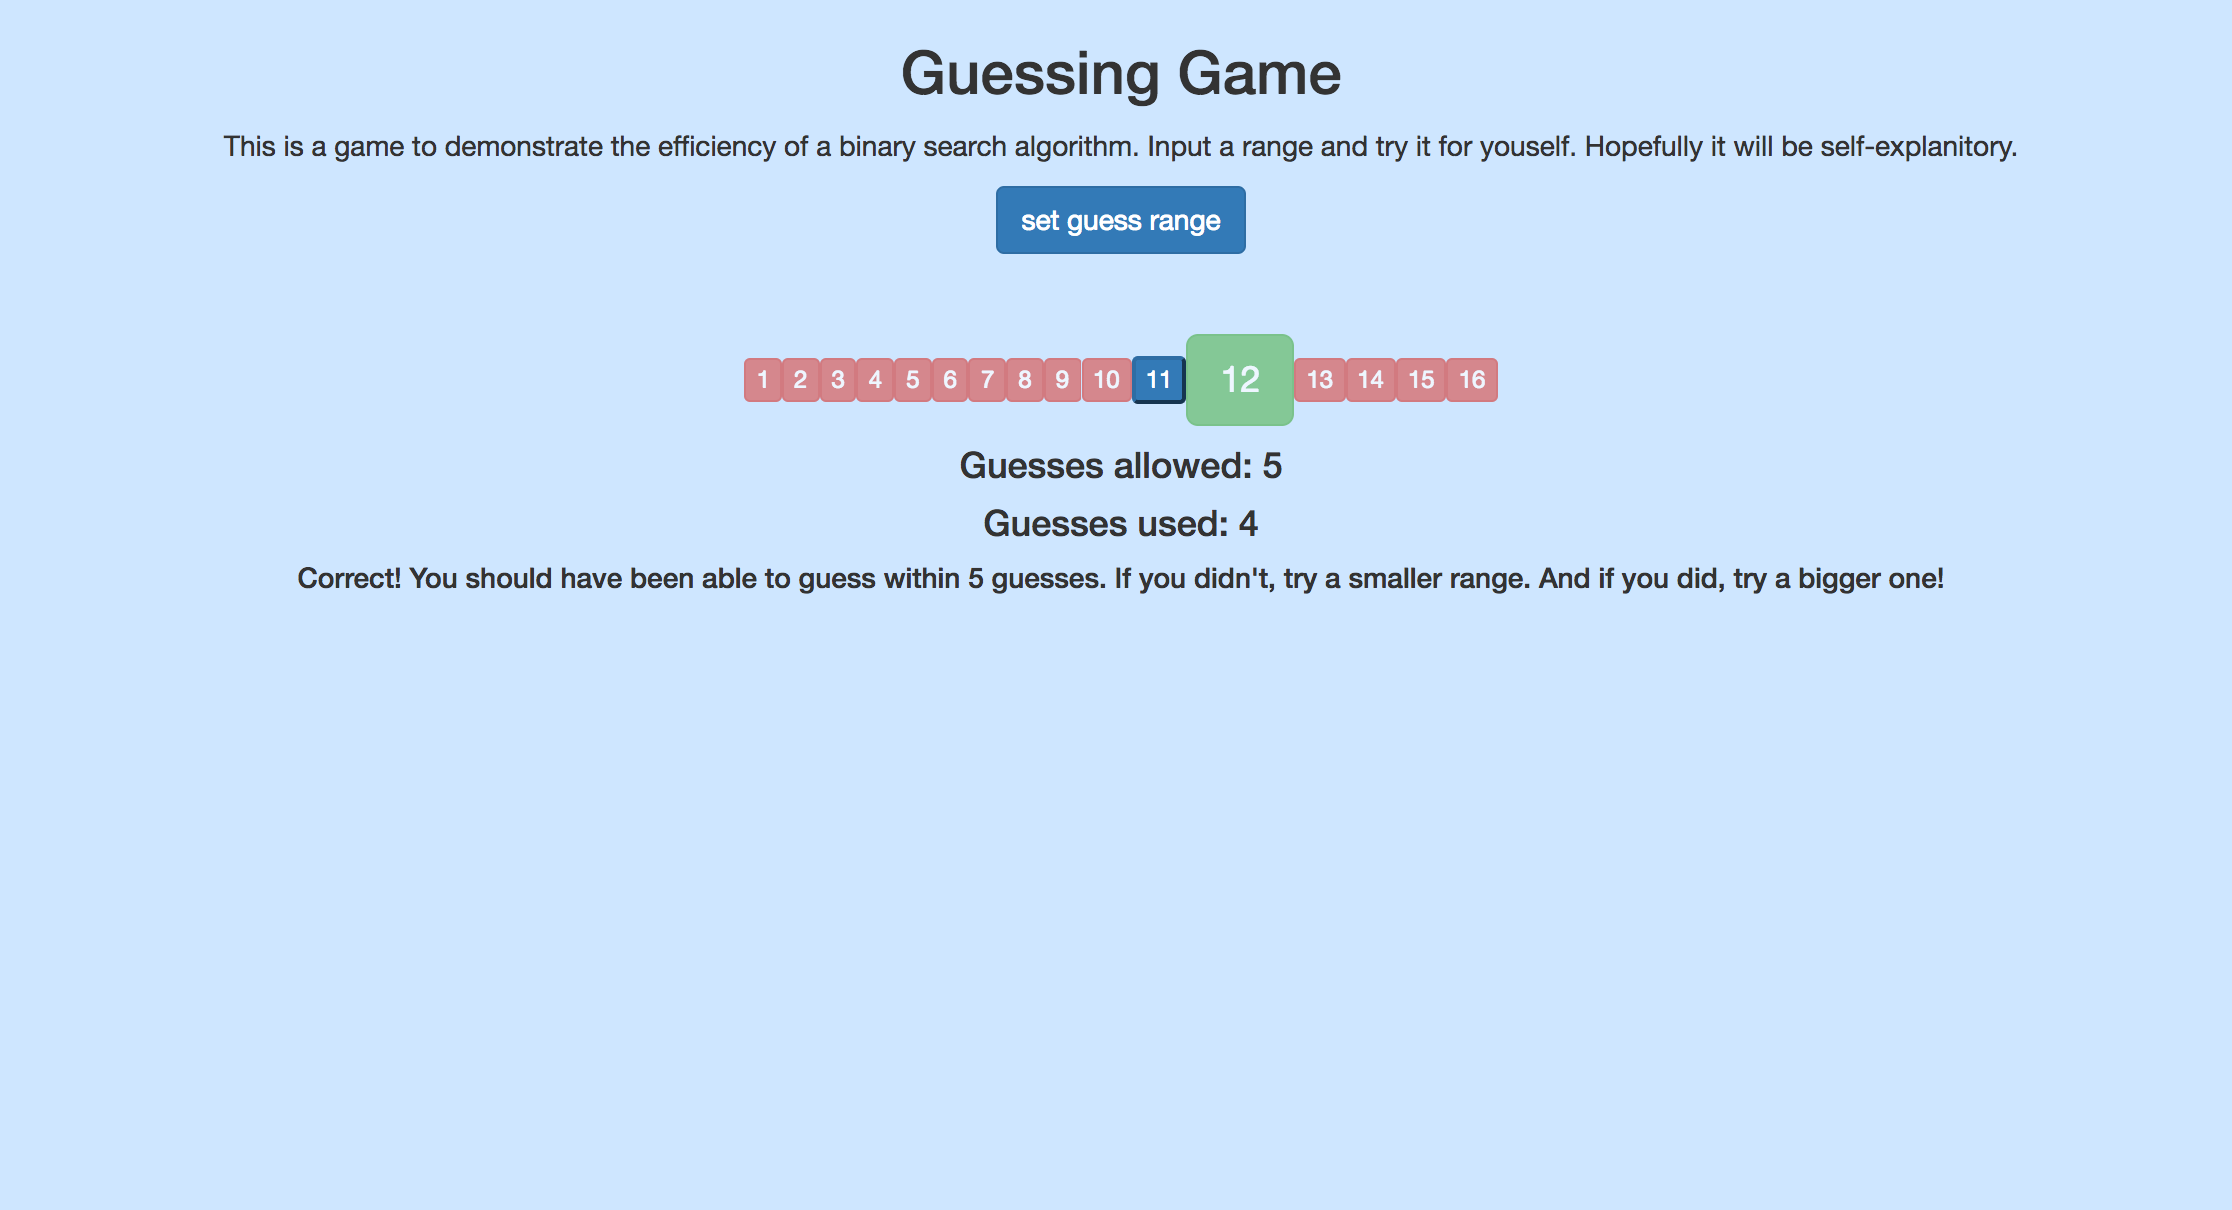 Guessing Game
This is a game to demonstrate the efficiency of a binary search algorithm. Input a range and try it for youself. Hopefully it will be self-explanitory.
set guess range
1 2 3 4 5 6 7 8 9 10 11 12 13 14 15 16
Guesses allowed: 5
Guesses used: 4
Correct! You should have been able to guess within 5 guesses. If you didn't, try a smaller range. And if you did, try a bigger one!